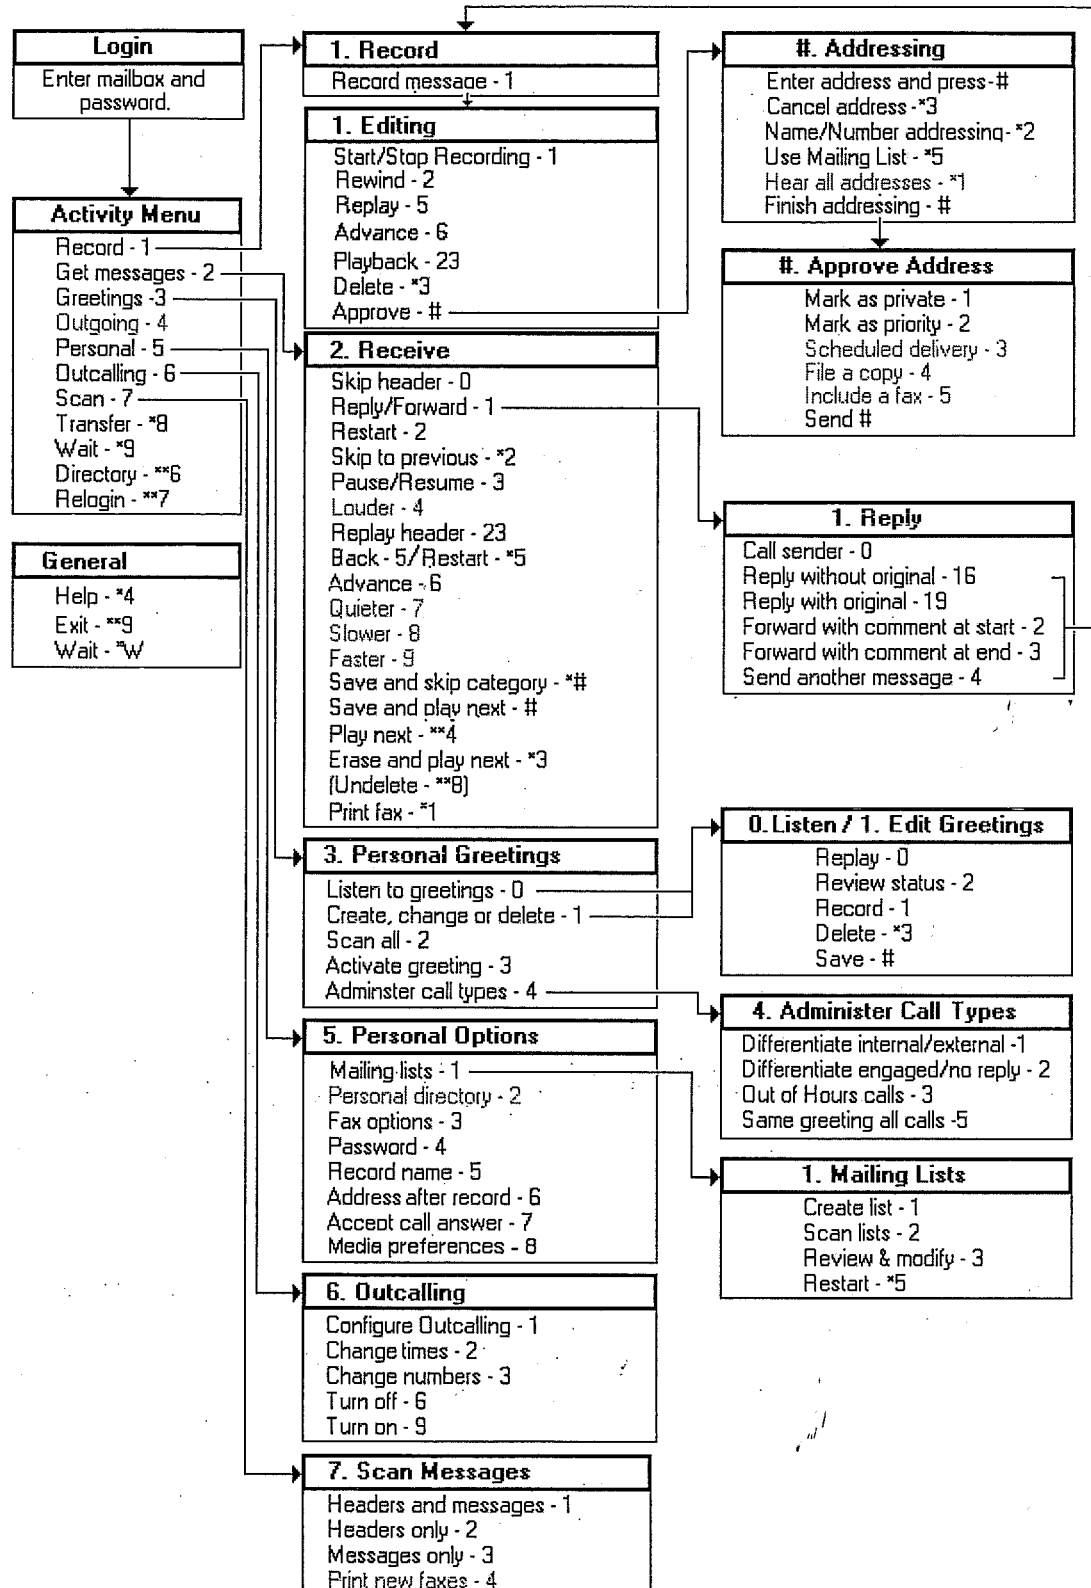 Login
Enter mailbox and
password.
Activity Menu
Record - 1
Get messages - 2
Greetings -3
Outgoing - 4
Personal - 5
Outcalling - 6
Scan - 7
Transfer - *8
Wait - *9
Directory - **6
Relogin - **7
General
Help - *4
Exit - **9
Wait - *W
1. Record
Record message - 1
1. Editing
Start/Stop Recording - 1
Rewind - 2
Replay - 5
Advance - 6
Playback - 23
Delete - *3
Approve - #
2. Receive
Skip header - 0
Reply/Forward - 1
Restart - 2
Skip to previous - *2
Pause/Resume - 3
Louder - 4
Replay header - 23
Back - 5/Restart - *5
Advance - 6
Quieter - 7
Slower - 8
Faster - 9
Save and skip category - *#
Save and play next - #
Play next - **4
Erase and play next - *3
(Undelete - **8)
Print fax - *1
3. Personal Greetings
Listen to greetings - 0
Create, change or delete - 1
Scan all - 2
Activate greeting - 3
Adminster call types - 4
5. Personal Options
Mailing lists - 1
Personal directory - 2
Fax options - 3
Password - 4
Record name - 5
Address after record - 6
Accept call answer - 7
Media preferences - 8
6. Outcalling
Configure Outcalling - 1
Change times - 2
Change numbers - 3
Turn off - 6
Turn on - 9
7. Scan Messages
Headers and messages - 1
Headers only - 2
Messages only - 3
Print new faxes - 4
#. Addressing
Enter address and press-#
Cancel address -*3
Name/Number addressing- *2
Use Mailing List - *5
Hear all addresses - *1
Finish addressing - #
#. Approve Address
Mark as private - 1
Mark as priority - 2
Scheduled delivery - 3
File a copy - 4
Include a fax - 5
Send #
1. Reply
Call sender - 0
Reply without original - 16
Reply with original - 19
Forward with comment at start - 2
Forward with comment at end - 3
Send another message - 4
0.Listen / 1. Edit Greetings
Replay - 0
Review status - 2
Record - 1
Delete - *3
Save - #
4. Administer Call Types
Differentiate internal/external -1
Differentiate engaged/no reply - 2
Out of Hours calls - 3
Same greeting all calls -5
1. Mailing Lists
Create list - 1
Scan lists - 2
Review & modify - 3
Restart - *5